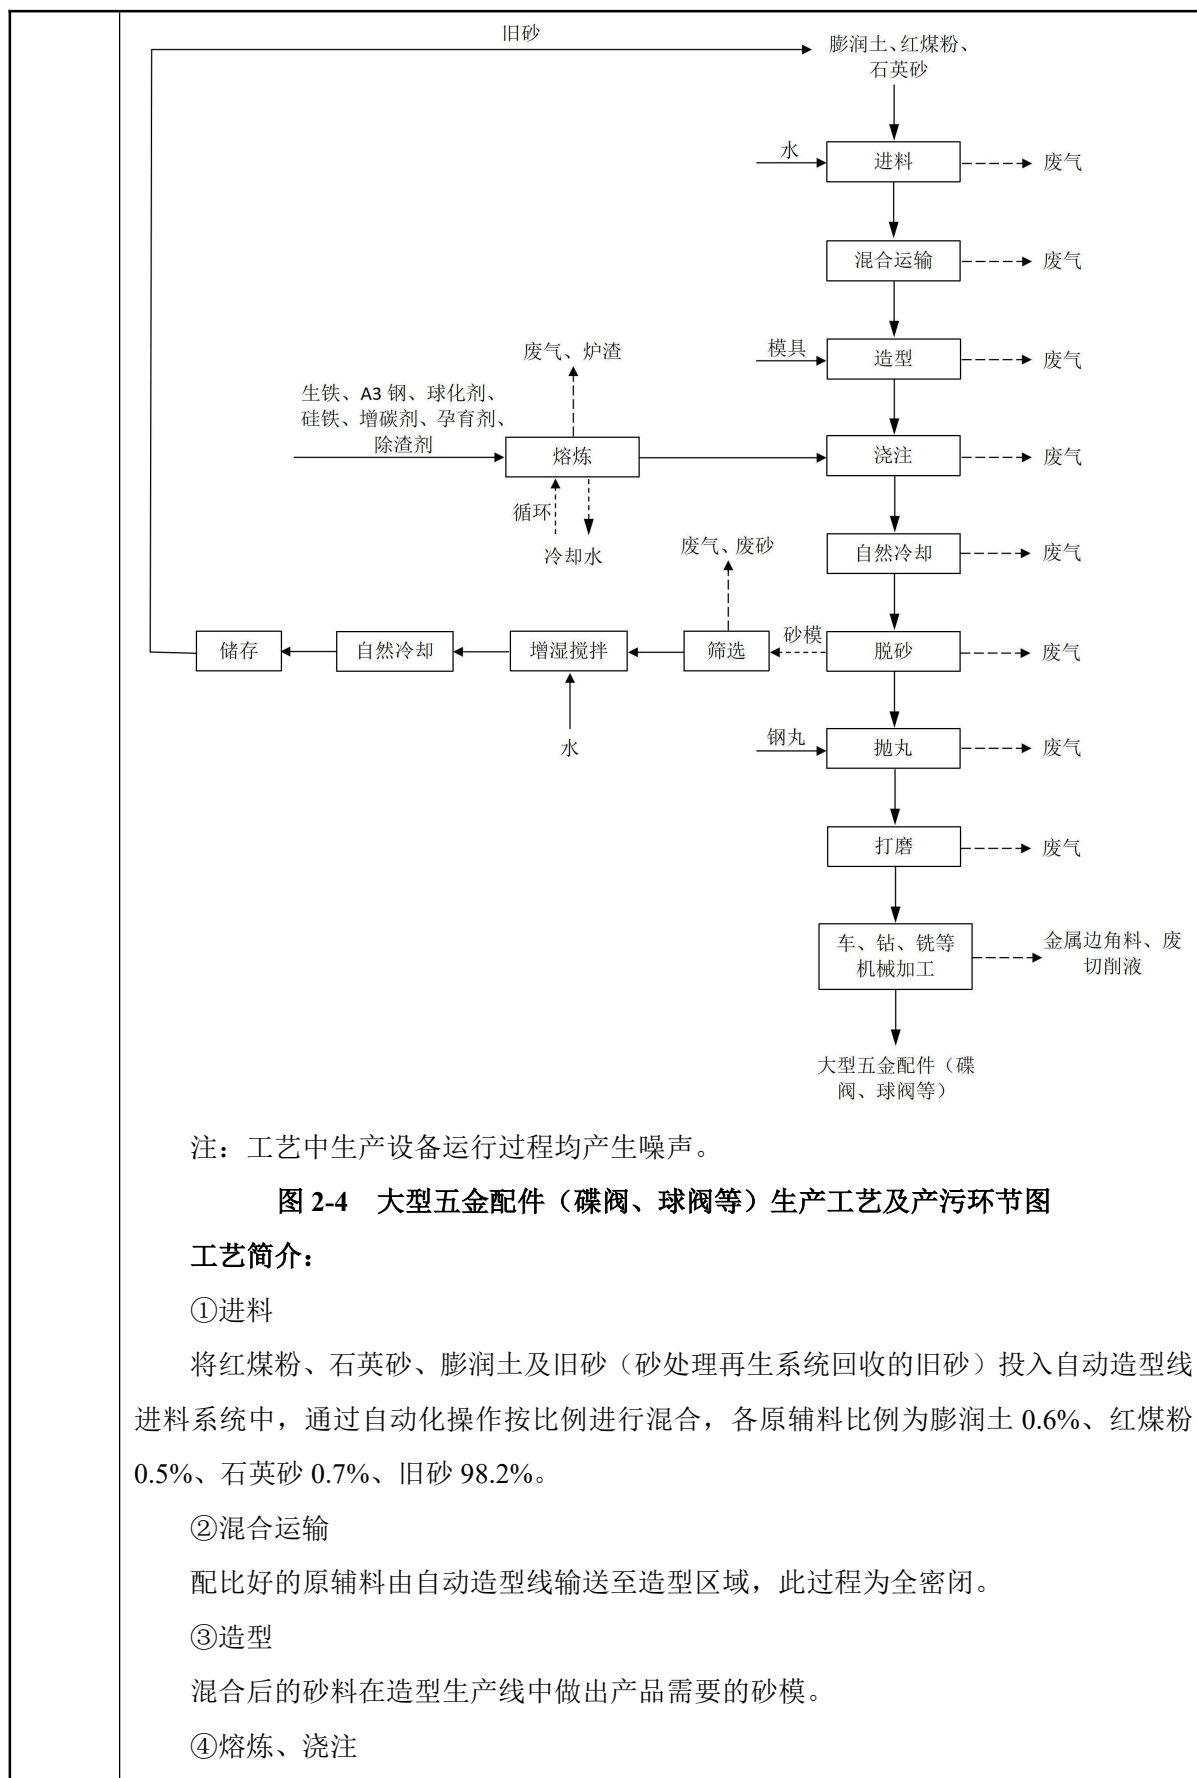 旧砂
膨润土、红煤粉、
石英砂
水
进料
废气
混合运输
废气
废气、炉渣
模具
造型
废气
生铁、A3 钢、球化剂、
硅铁、增碳剂、孕育剂、
除渣剂
熔炼
浇注
废气
循环
冷却水
废气、废砂
自然冷却
废气
储存
自然冷却
增湿搅拌
筛选
砂模
脱砂
废气
水
钢丸
抛丸
废气
打磨
废气
车、钻、铣等
机械加工
金属边角料、废
切削液
大型五金配件（碟
阀、球阀等）
注：工艺中生产设备运行过程均产生噪声。
图 2-4 大型五金配件（碟阀、球阀等）生产工艺及产污环节图
工艺简介：
①进料
将红煤粉、石英砂、膨润土及旧砂（砂处理再生系统回收的旧砂）投入自动造型线
进料系统中，通过自动化操作按比例进行混合，各原辅料比例为膨润土 0.6%、红煤粉
0.5%、石英砂 0.7%、旧砂 98.2%。
②混合运输
配比好的原辅料由自动造型线输送至造型区域，此过程为全密闭。
③造型
混合后的砂料在造型生产线中做出产品需要的砂模。
④熔炼、浇注